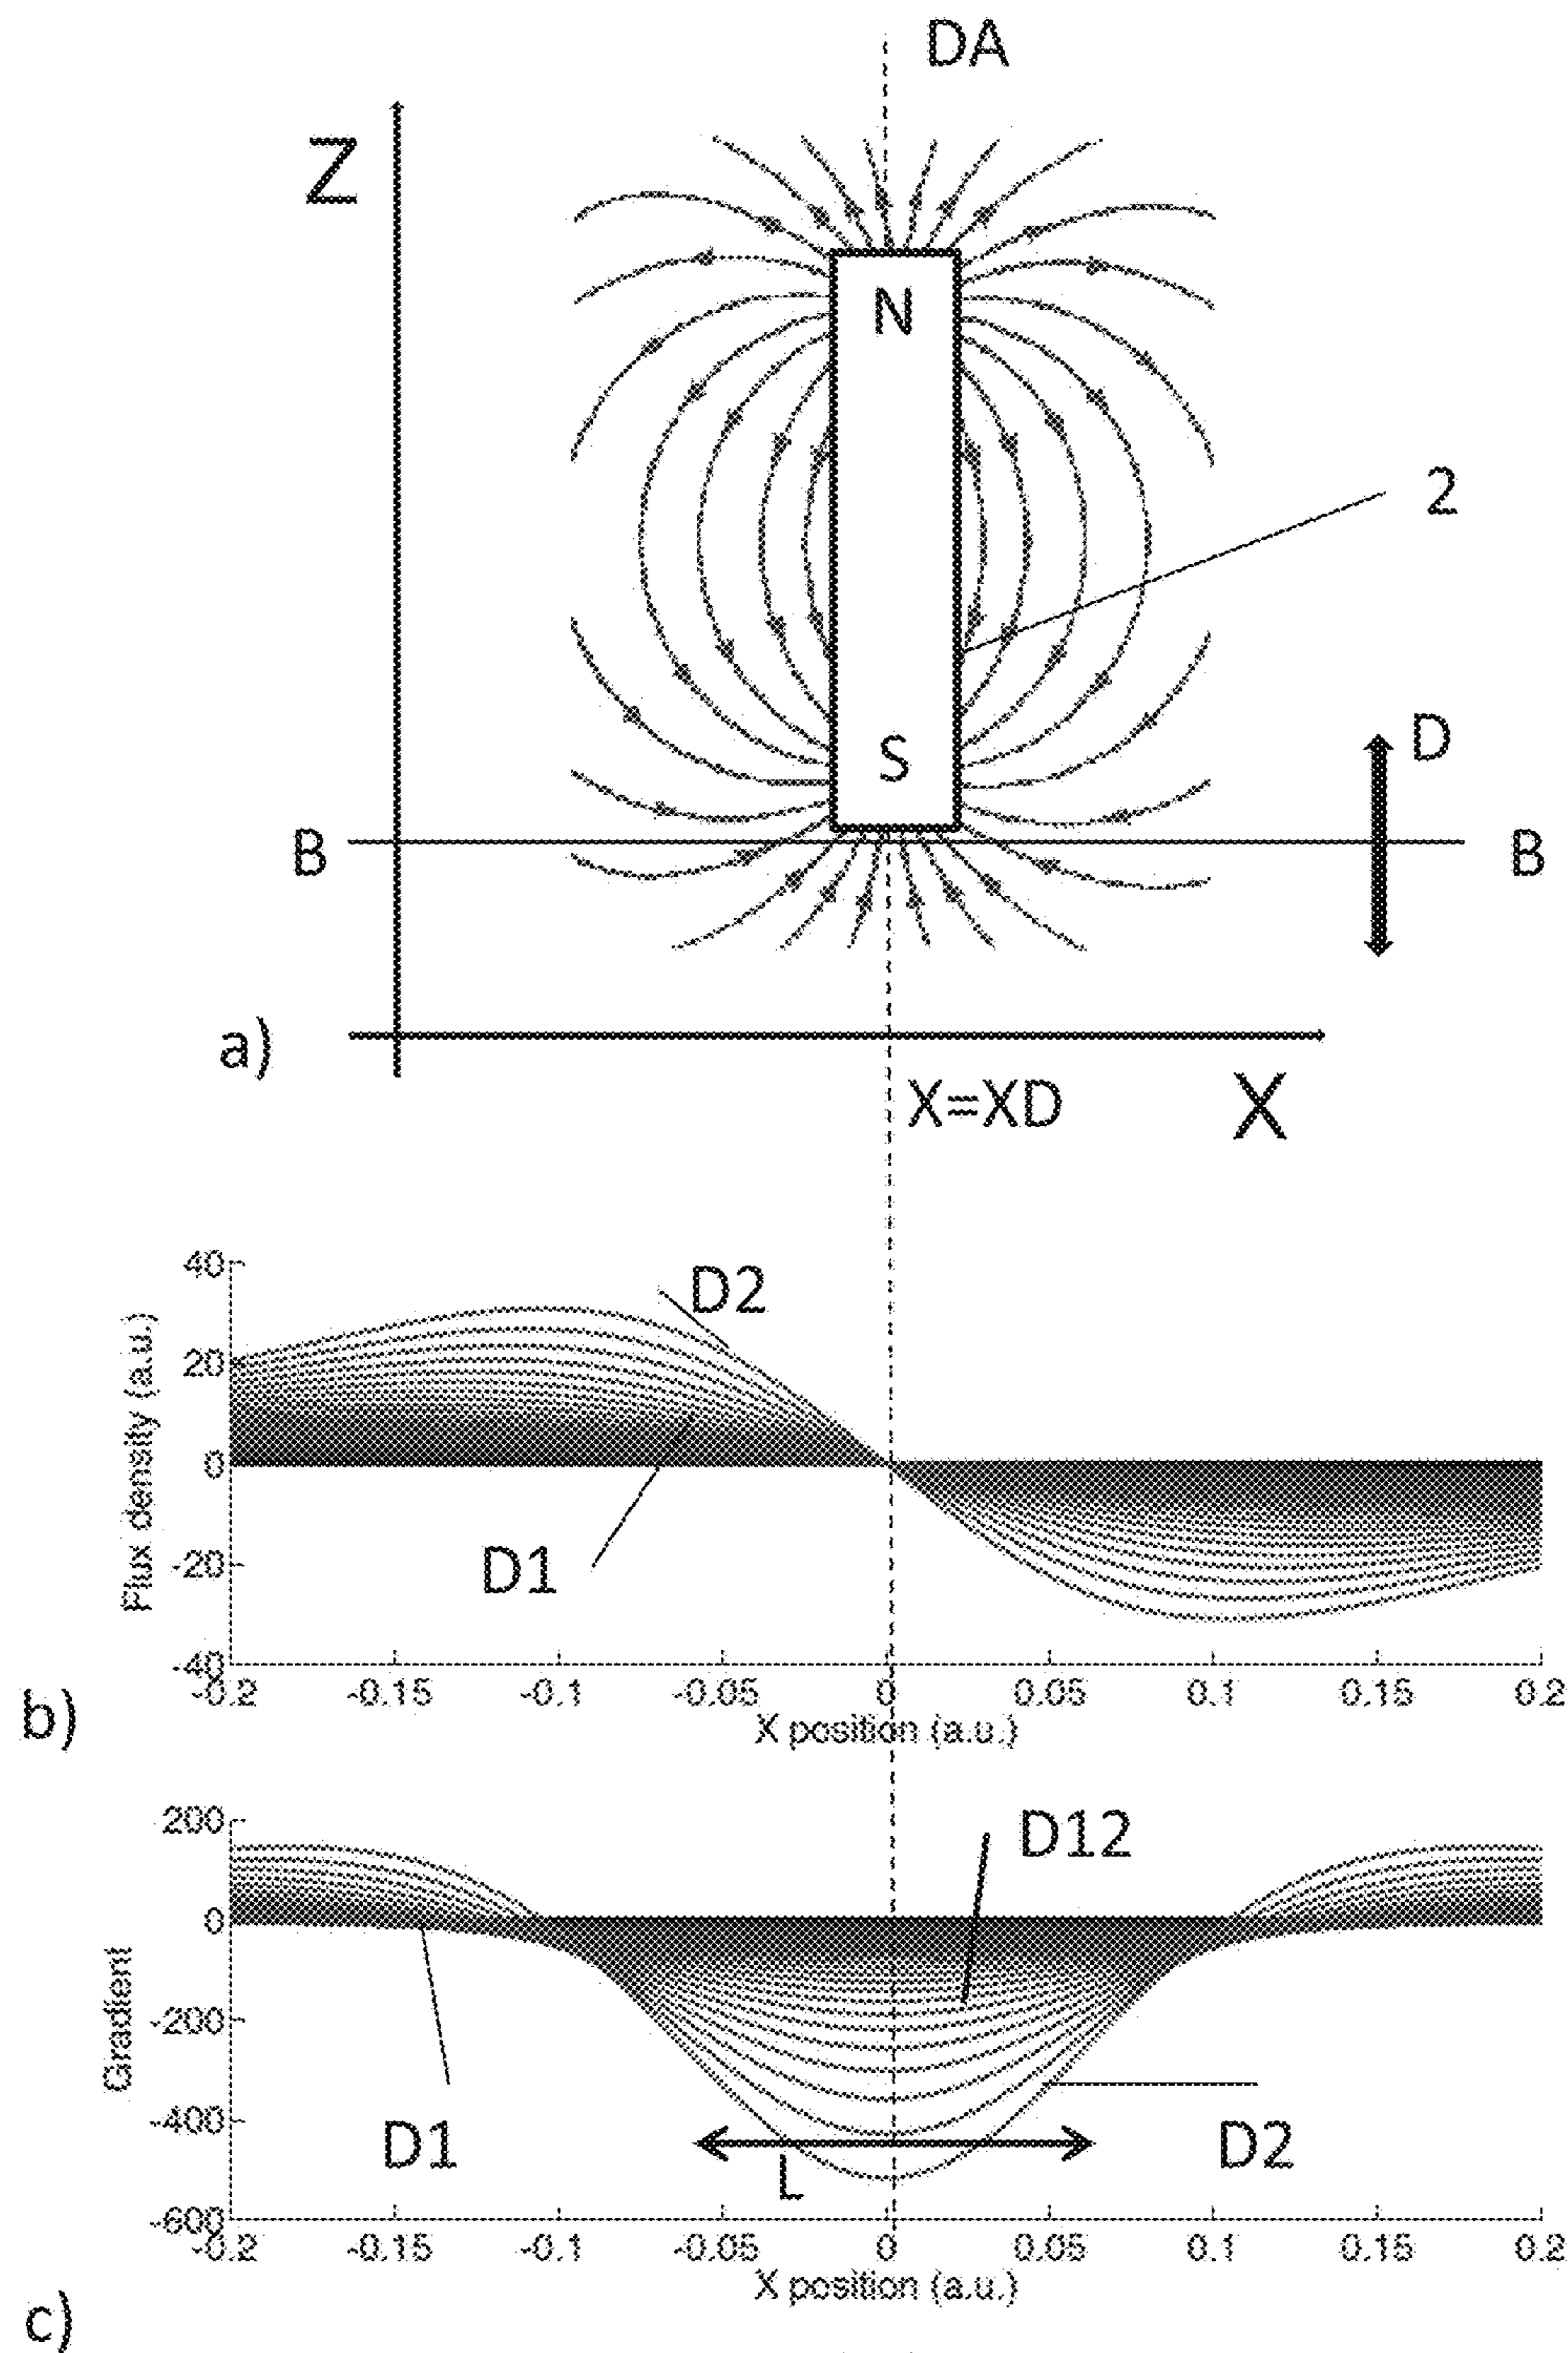 DA
Z
N
2
S
D
B
B
a)
X=XD
X
40
D2
20
Flux density (a.u.)
0
D1
-20
-40
-0.2 -0.15 -0.1 -0.05 0 0.05 0.1 0.15 0.2
b)
X position (a.u.)
200
D12
0
Gradient
-200
-400
D1
D2
L
-600
-0.2 -0.15 -0.1 -0.05 0 0.05 0.1 0.15 0.2
X position (a.u.)
c)